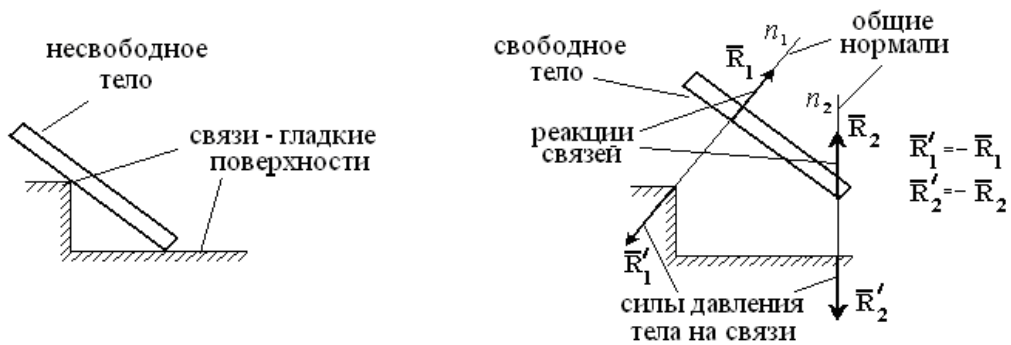 несвободное
тело
связи - гладкие
поверхности
свободное
тело
n₁
общие
нормали
R̅₁
n₂
реакции
связей
R̅₂
R̅′₁=− R̅₁
R̅′₂=− R̅₂
R̅′₁
силы давления
тела на связи
R̅′₂